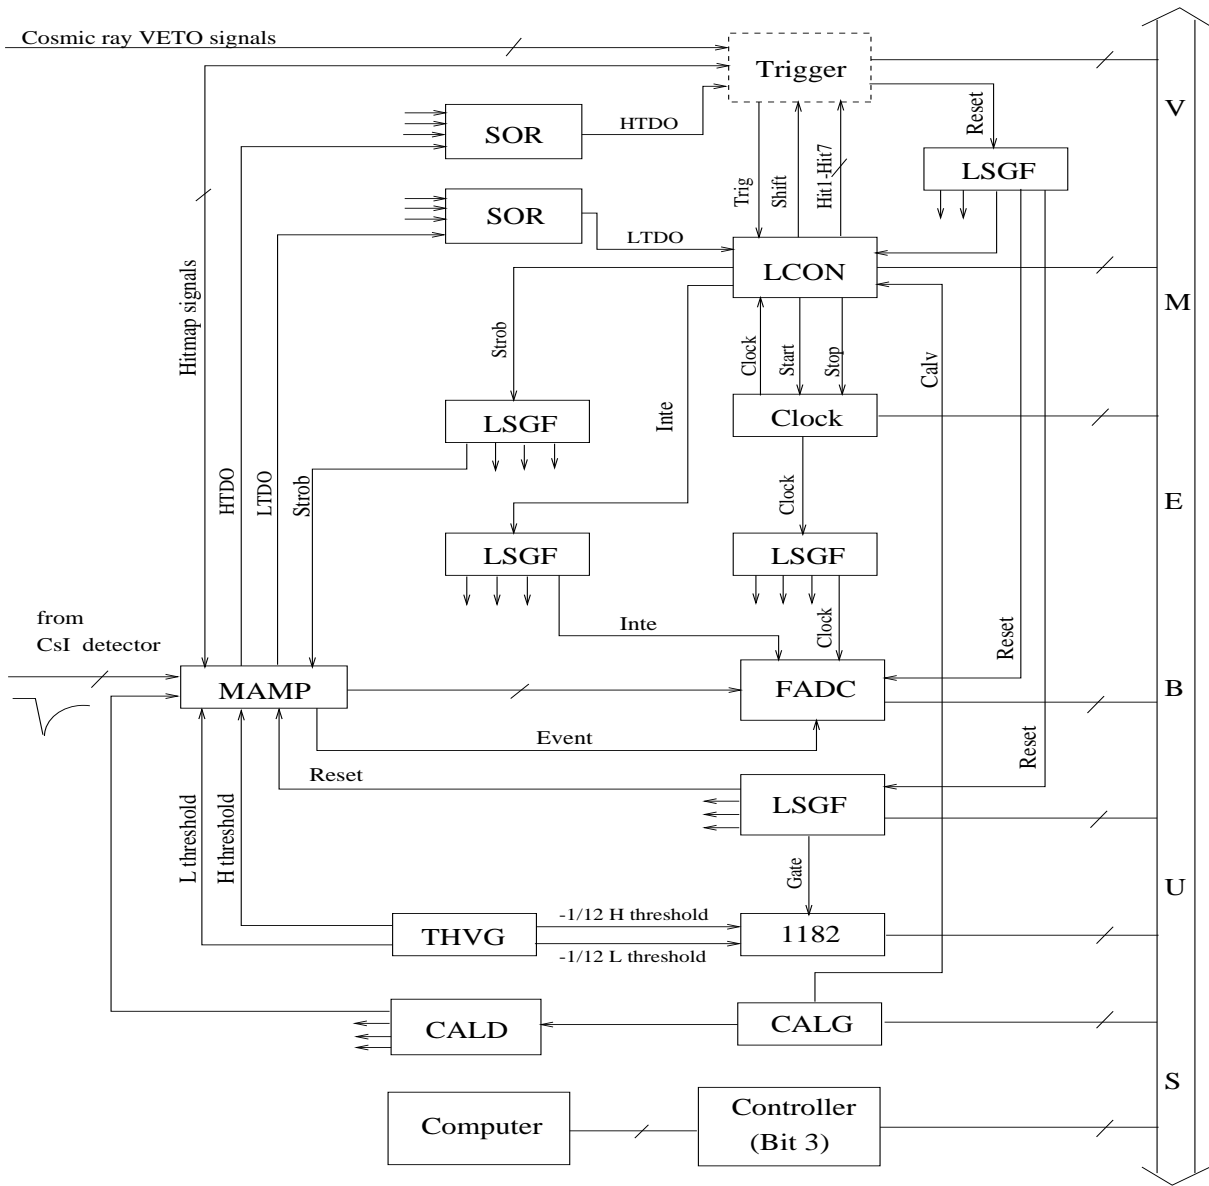 Cosmic ray VETO signals
Trigger
Reset
V
SOR
HTDO
LSGF
Trig
Shift
Hit1-Hit7
SOR
LTDO
LCON
M
Hitmap signals
Strob
Clock
Start
Stop
Calv
Inte
LSGF
Clock
HTDO
LTDO
Strob
Clock
E
LSGF
LSGF
from
CsI detector
Inte
Clock
Reset
MAMP
FADC
B
Event
Reset
Reset
LSGF
L threshold
H threshold
Gate
U
THVG
-1/12 H threshold
-1/12 L threshold
1182
CALD
CALG
S
Computer
Controller
(Bit 3)